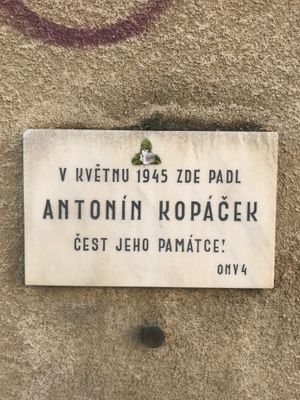 V KVĚTNU 1945 ZDE PADL
ANTONÍN KOPÁČEK
ČEST JEHO PAMÁTCE!
ONV4